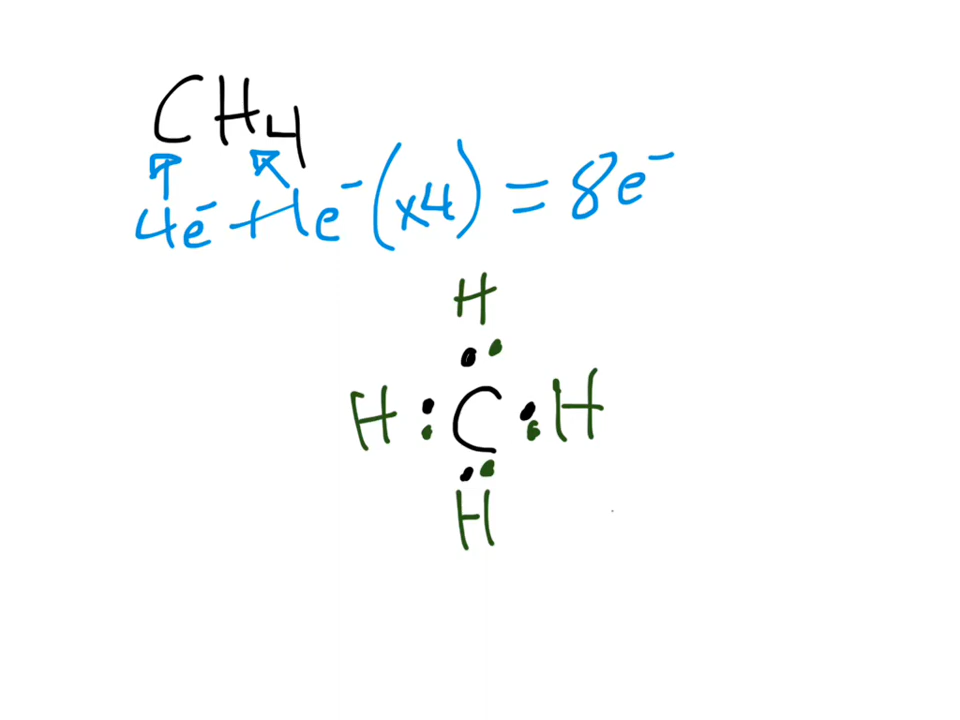 CH4
4e⁻ + 1e⁻ (x4) = 8e⁻
H
H : C : H
H